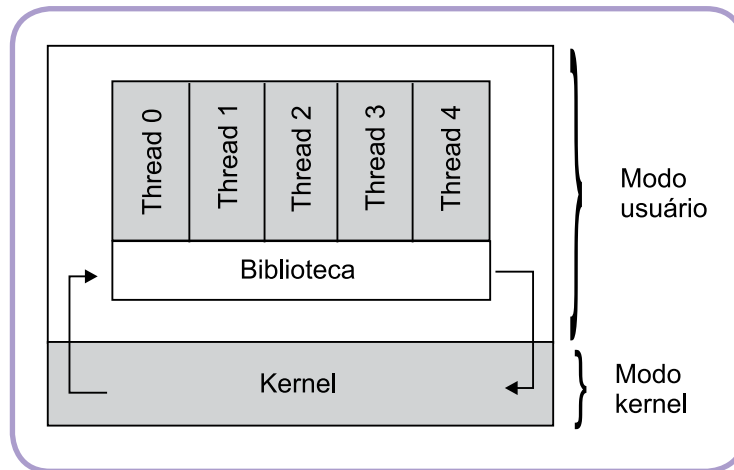 Thread 0
Thread 1
Thread 2
Thread 3
Thread 4
Biblioteca
Modo
usuário
Kernel
Modo
kernel